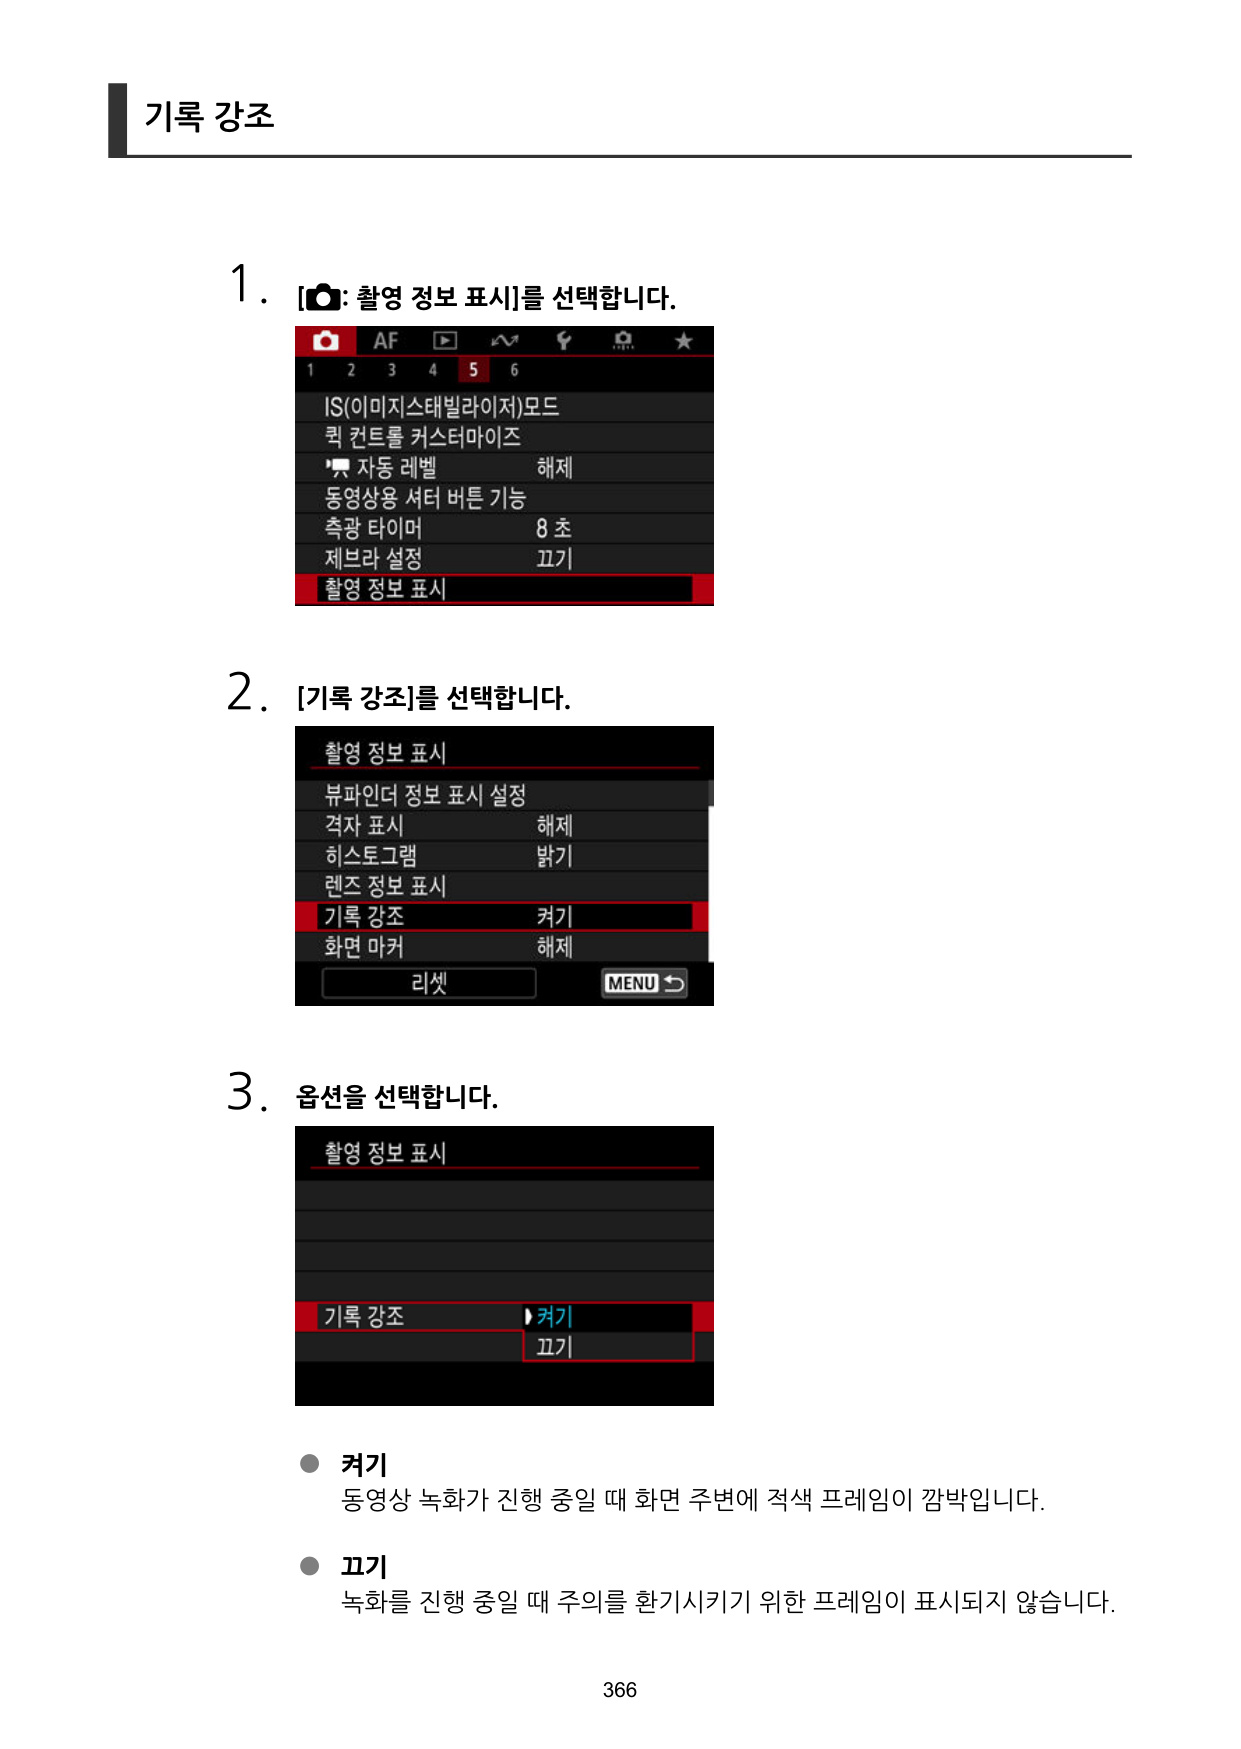 기록 강조
1. [: 촬영 정보 표시]를 선택합니다.
AF
1 2 3 4 5 6
IS(이미지스태빌라이저)모드
퀵 컨트롤 커스터마이즈
자동 레벨 해제
동영상용 셔터 버튼 기능
측광 타이머 8 초
제브라 설정 끄기
촬영 정보 표시
2. [기록 강조]를 선택합니다.
촬영 정보 표시
뷰파인더 정보 표시 설정
격자 표시 해제
히스토그램 밝기
렌즈 정보 표시
기록 강조 켜기
화면 마커 해제
리셋 MENU
3. 옵션을 선택합니다.
촬영 정보 표시
기록 강조 켜기
끄기
● 켜기
동영상 녹화가 진행 중일 때 화면 주변에 적색 프레임이 깜박입니다.
● 끄기
녹화를 진행 중일 때 주의를 환기시키기 위한 프레임이 표시되지 않습니다.
366